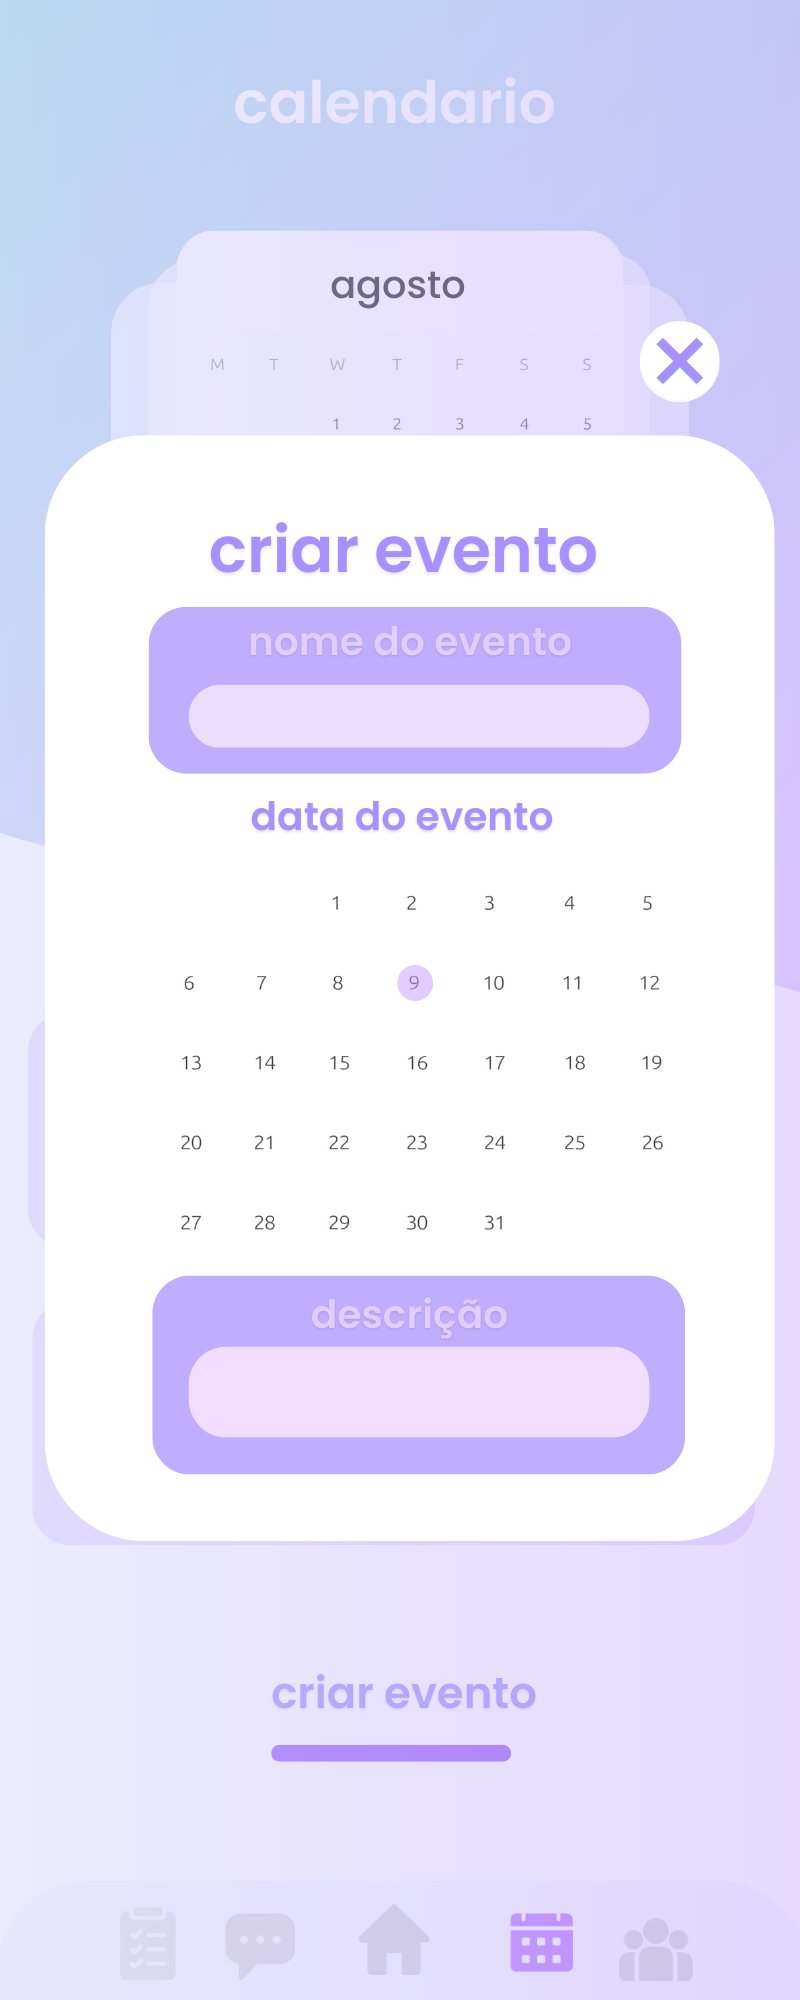 calendario
agosto
M T W T F S S
1 2 3 4 5
criar evento
nome do evento
data do evento
1 2 3 4 5
6 7 8 9 10 11 12
13 14 15 16 17 18 19
20 21 22 23 24 25 26
27 28 29 30 31
descrição
criar evento